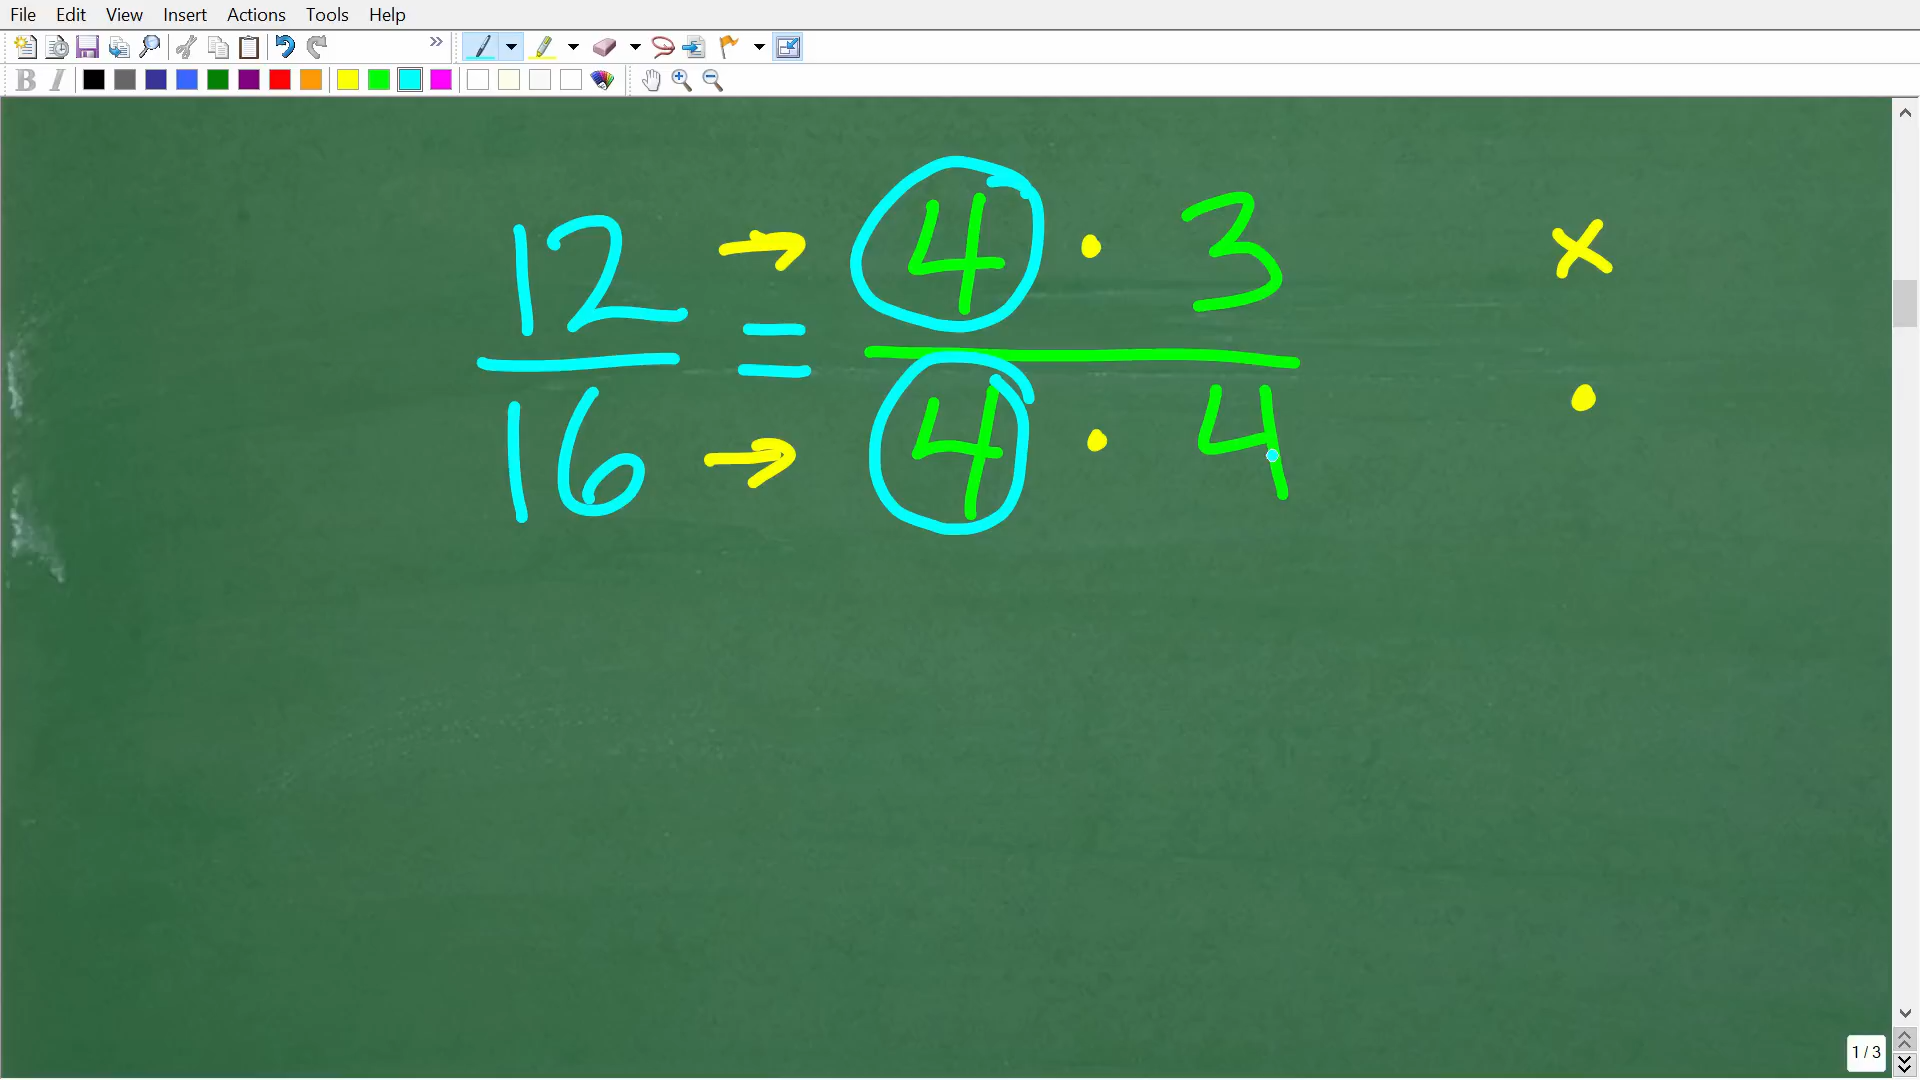 File Edit View Insert Actions Tools Help
B I
12 → 4 · 3 ×
=
16 → 4 · 4 ·
1 / 3